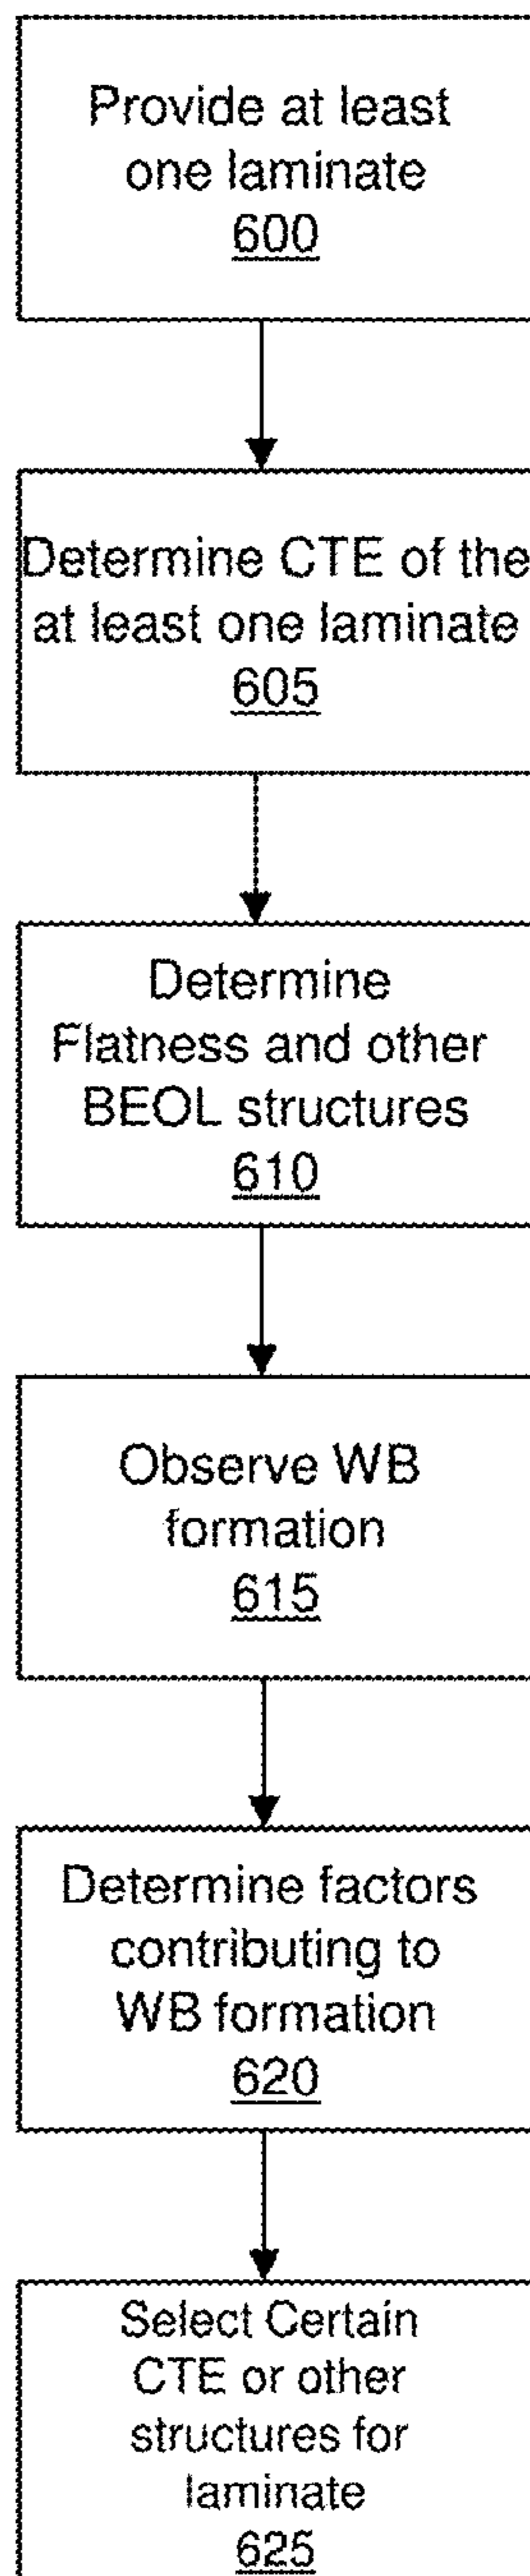 Provide at least
one laminate
600
Determine CTE of the
at least one laminate
605
Determine
Flatness and other
BEOL structures
610
Observe WB
formation
615
Determine factors
contributing to
WB formation
620
Select Certain
CTE or other
structures for
laminate
625